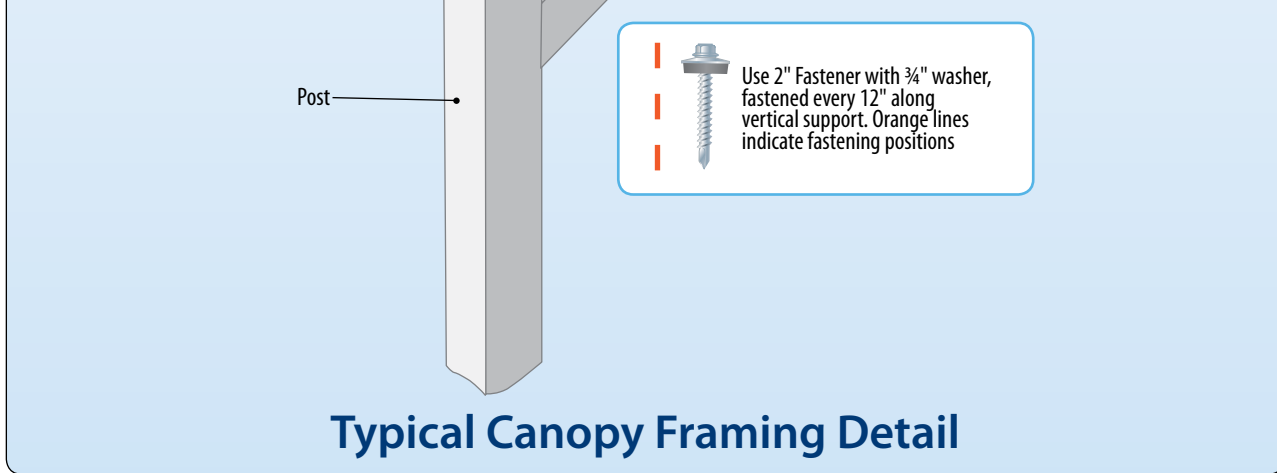 Post
Use 2" Fastener with ¾" washer,
fastened every 12" along
vertical support. Orange lines
indicate fastening positions
Typical Canopy Framing Detail